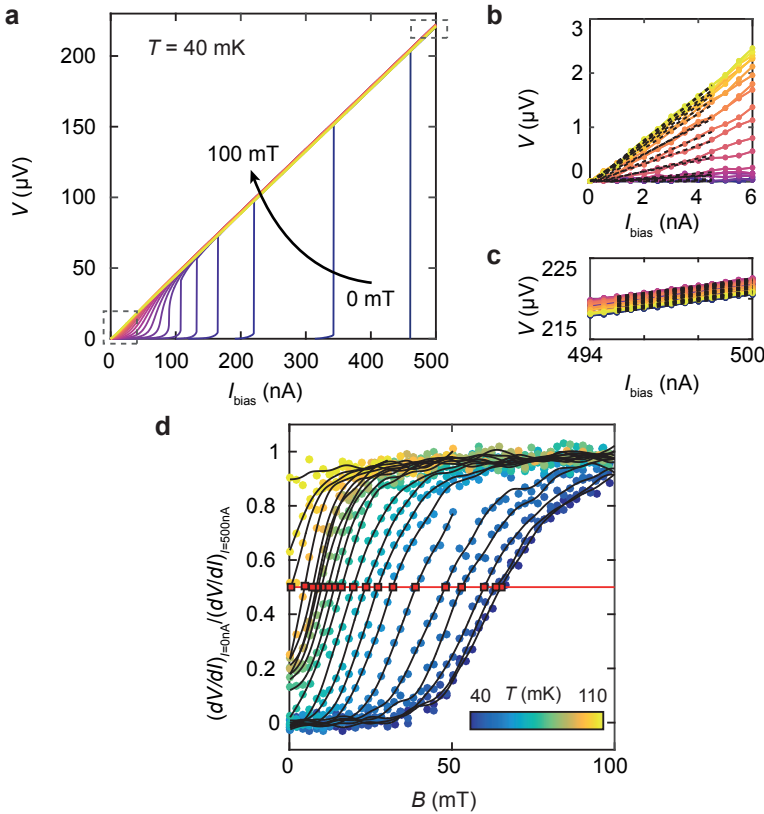 a
T = 40 mK
100 mT
0 mT
200
150
100
50
0
V (µV)
0 100 200 300 400 500
I_bias (nA)
b
3
2
1
0
V (µV)
0 2 4 6
I_bias (nA)
c
225
215
V (µV)
494 500
I_bias (nA)
d
1
0.8
0.6
0.4
0.2
0
(dV/dI)_I=0nA/(dV/dI)_I=500nA
40 T (mK) 110
0 50 100
B (mT)